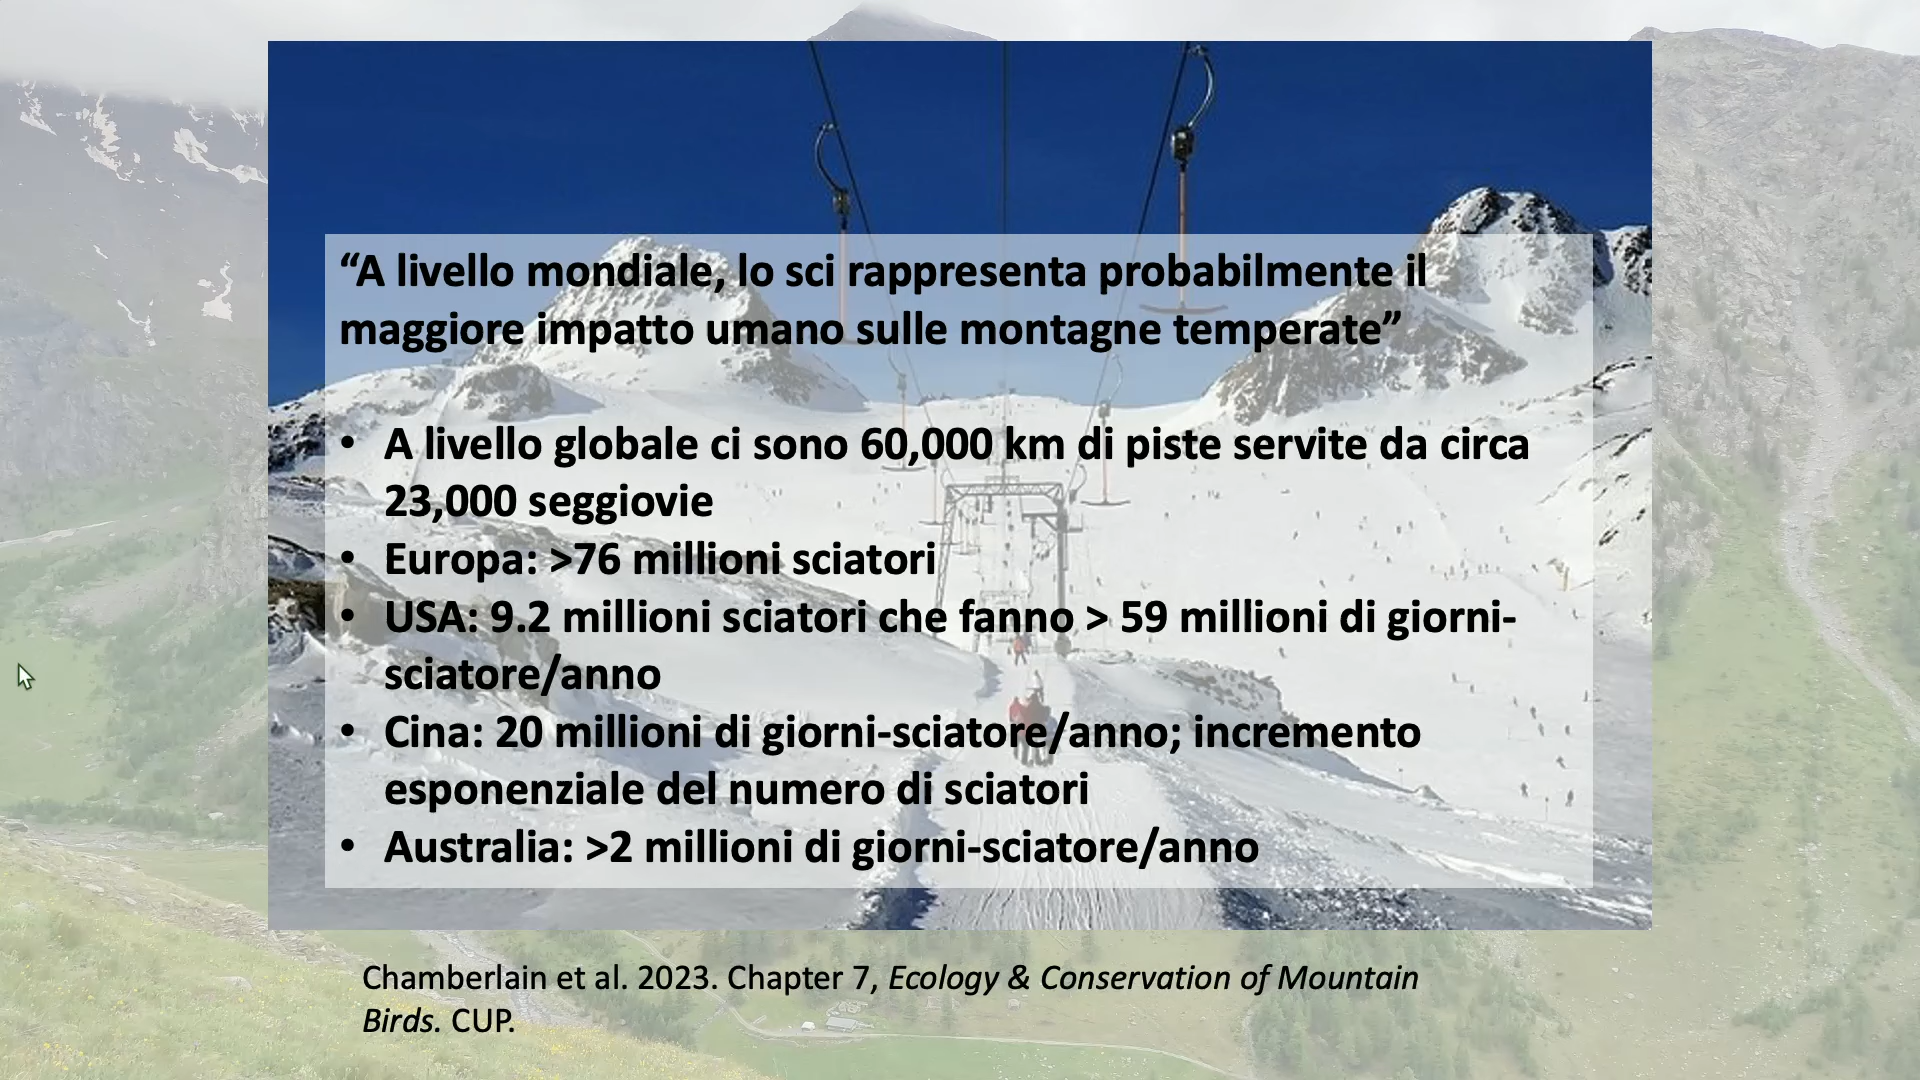 “A livello mondiale, lo sci rappresenta probabilmente il
maggiore impatto umano sulle montagne temperate”
• A livello globale ci sono 60,000 km di piste servite da circa
23,000 seggiovie
• Europa: >76 millioni sciatori
• USA: 9.2 millioni sciatori che fanno > 59 millioni di giorni-
sciatore/anno
• Cina: 20 millioni di giorni-sciatore/anno; incremento
esponenziale del numero di sciatori
• Australia: >2 millioni di giorni-sciatore/anno
Chamberlain et al. 2023. Chapter 7, Ecology & Conservation of Mountain
Birds. CUP.